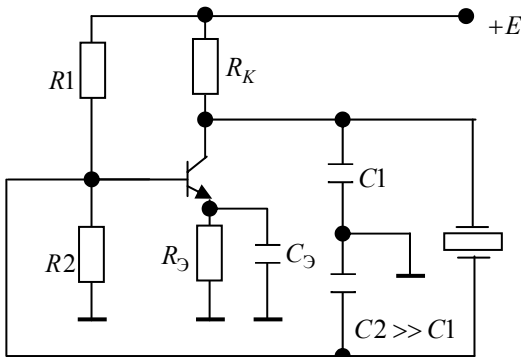 +E
R1
R_K
C1
R2
R_Э
C_Э
C2 >> C1